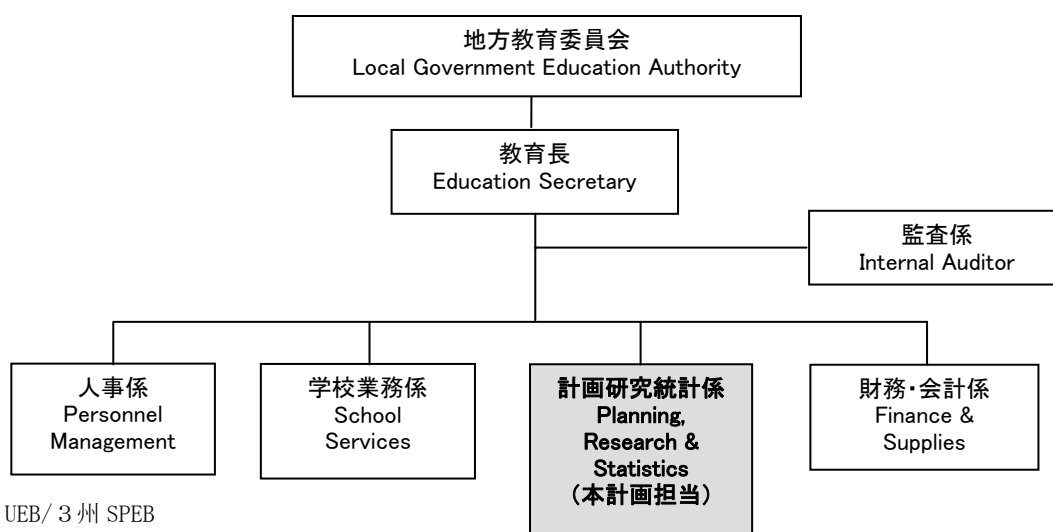 地方教育委員会
Local Government Education Authority
教育長
Education Secretary
監査係
Internal Auditor
人事係
Personnel
Management
学校業務係
School
Services
計画研究統計係
Planning,
Research &
Statistics
（本計画担当）
財務・会計係
Finance &
Supplies
UEB/３州 SPEB